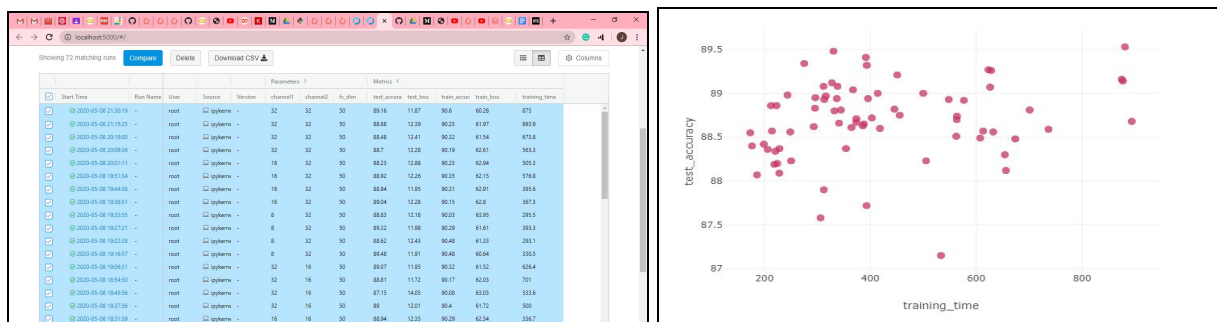 localhost:5000/#/
Showing 72 matching runs Compare Delete Download CSV Columns
Parameters > Metrics <
Start Time Run Name User Source Version channel1 channel2 fc_dim test_accura test_loss train_accur train_loss training_time
2020-05-08 21:30:19 - root ipykerne - 32 32 50 89.16 11.87 90.6 60.28 875
2020-05-08 21:15:25 - root ipykerne - 32 32 50 88.68 12.39 90.23 61.97 893.9
2020-05-08 20:19:00 - root ipykerne - 32 32 50 88.48 12.41 90.32 61.54 673.8
2020-05-08 20:09:36 - root ipykerne - 32 32 50 88.7 12.28 90.19 62.61 563.3
2020-05-08 20:01:11 - root ipykerne - 16 32 50 88.23 12.88 90.23 62.94 505.3
2020-05-08 19:51:34 - root ipykerne - 16 32 50 88.92 12.26 90.35 62.15 576.8
2020-05-08 19:44:58 - root ipykerne - 16 32 50 88.94 11.95 90.31 62.91 395.6
2020-05-08 19:38:51 - root ipykerne - 16 32 50 89.04 12.28 90.15 62.8 367.3
2020-05-08 19:33:55 - root ipykerne - 8 32 50 88.83 12.18 90.03 63.95 295.5
2020-05-08 19:27:21 - root ipykerne - 8 32 50 89.32 11.98 90.29 61.61 393.3
2020-05-08 19:22:28 - root ipykerne - 8 32 50 88.62 12.43 90.48 61.33 293.1
2020-05-08 19:16:57 - root ipykerne - 8 32 50 89.48 11.91 90.48 60.64 330.5
2020-05-08 19:06:31 - root ipykerne - 32 16 50 89.07 11.95 90.32 61.52 626.4
2020-05-08 18:54:50 - root ipykerne - 32 16 50 88.81 11.72 90.17 62.03 701
2020-05-08 18:45:56 - root ipykerne - 32 16 50 87.15 14.05 90.08 63.03 533.6
2020-05-08 18:37:36 - root ipykerne - 32 16 50 89 12.01 90.4 61.72 500
2020-05-08 18:31:59 - root ipykerne - 16 16 50 88.94 12.35 90.29 62.54 336.7
89.5
89
88.5
88
87.5
87
test_accuracy
200 400 600 800
training_time